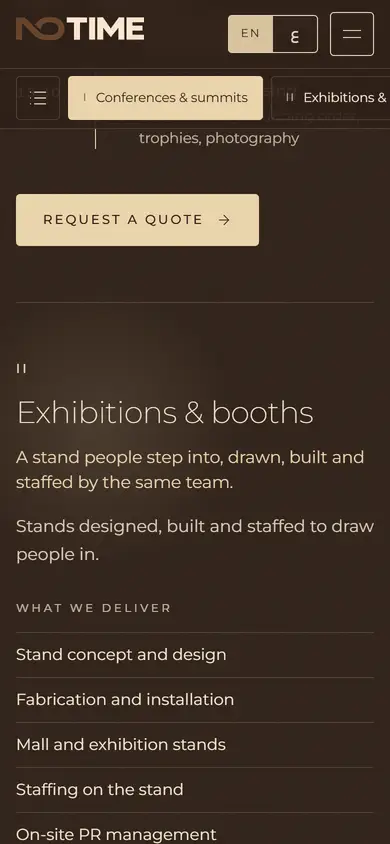 NOTIME
EN
ع
I Conferences & summits
II Exhibitions &
trophies, photography
REQUEST A QUOTE →
II
Exhibitions & booths
A stand people step into, drawn, built and
staffed by the same team.
Stands designed, built and staffed to draw
people in.
WHAT WE DELIVER
Stand concept and design
Fabrication and installation
Mall and exhibition stands
Staffing on the stand
On-site PR management